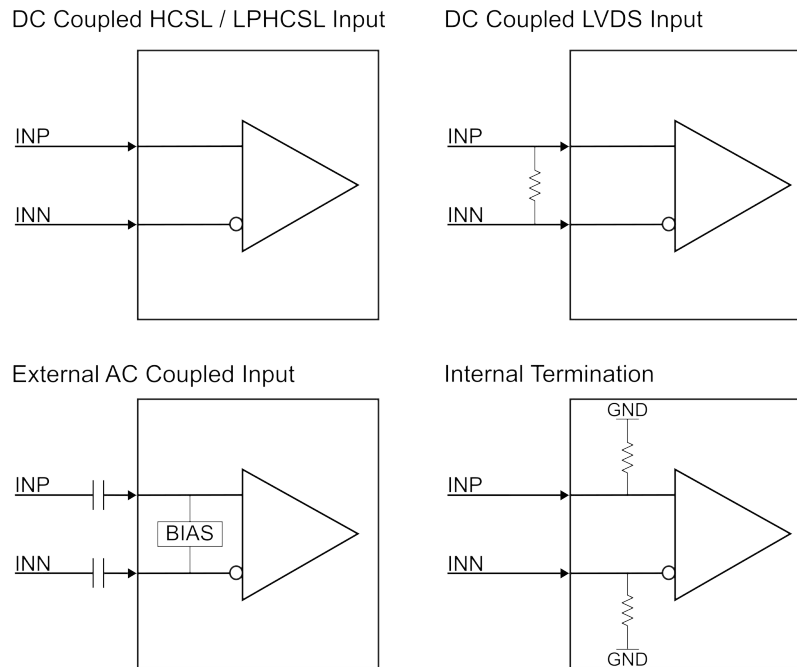 DC Coupled HCSL / LPHCSL Input
INP
INN
DC Coupled LVDS Input
INP
INN
External AC Coupled Input
INP
BIAS
INN
Internal Termination
GND
INP
INN
GND